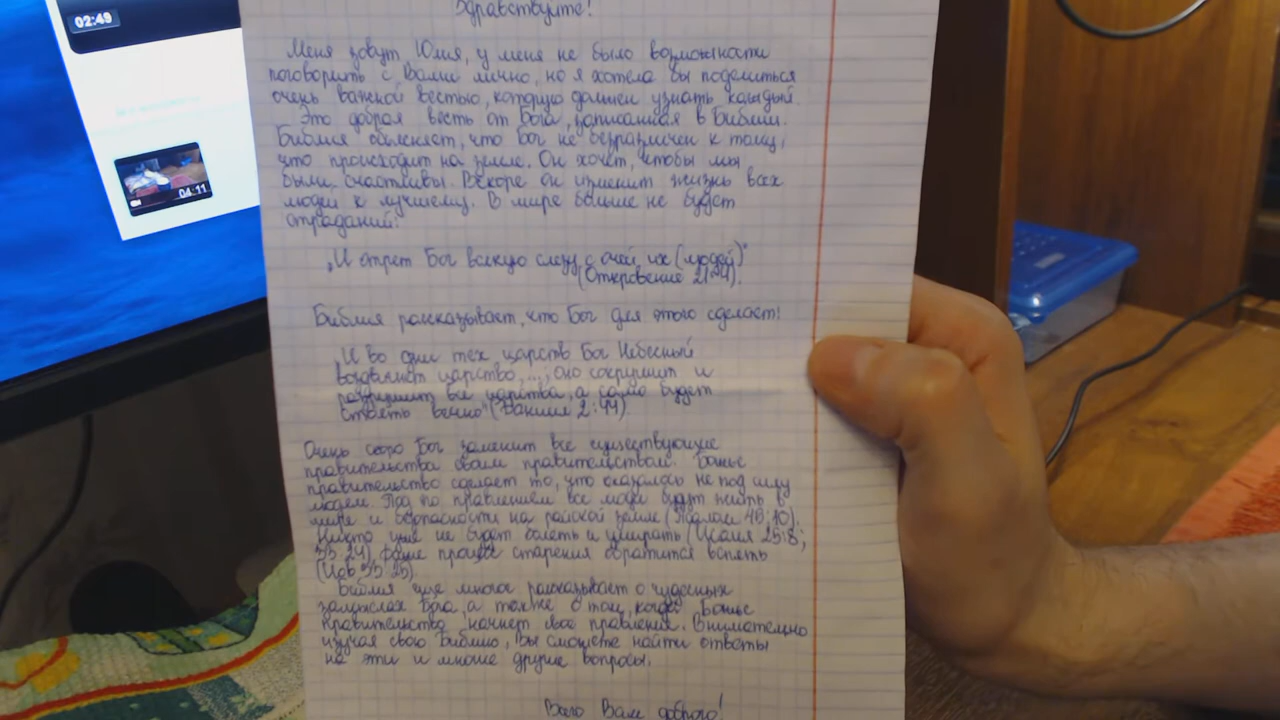 02:49
04:11
Здравствуйте!
Меня зовут Юлия, у меня не было возможности
поговорить с Вами лично, но я хотела бы поделиться
очень важной вестью, которую должен узнать каждый.
Это добрая весть от Бога, записанная в Библии.
Библия объясняет, что Бог не безразличен к тому,
что происходит на земле. Он хочет, чтобы мы
были счастливы. Вскоре он изменит жизнь всех
людей к лучшему. В мире больше не будет
страданий!
„И отрет Бог всякую слезу с очей их (людей)"
(Откровение 21:4).
Библия рассказывает, что Бог для этого сделает!
„И во дни тех царств Бог Небесный
воздвигнет царство, ...; оно сокрушит и
разрушит все царства, а само будет
стоять вечно" (Даниил 2:44).
Очень скоро Бог заменит все существующие
правительства своим правительством. Божье
правительство сделает то, что оказалось не под силу
людям. Под его правлением все люди будут жить в
мире и безопасности на райской земле (Псалом 46:10).
Никто уже не будет болеть и умирать (Исаия 25:8;
33:24), даже процесс старения обратится вспять
(Иов 33:25).
Библия еще многое рассказывает о чудесных
замыслах Бога, а также о том, когда Божье
правительство начнет своё правление. Внимательно
изучая свою Библию, Вы сможете найти ответы
на эти и многие другие вопросы.
Всего Вам доброго!